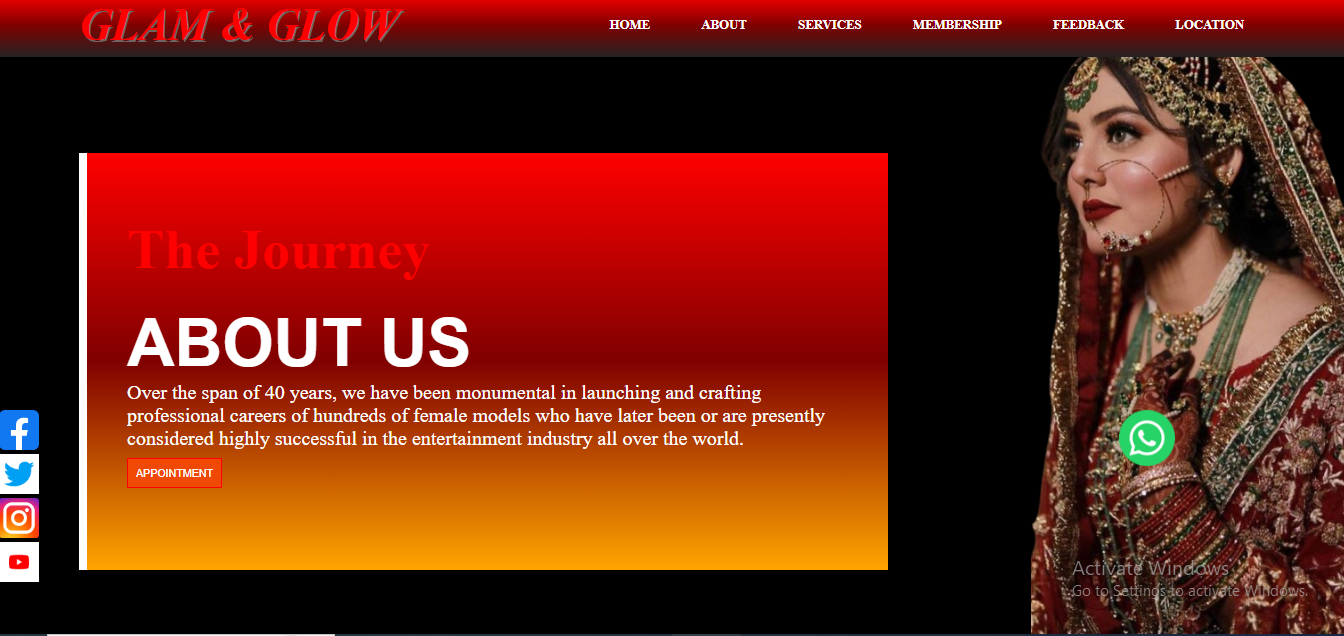 GLAM & GLOW
HOME ABOUT SERVICES MEMBERSHIP FEEDBACK LOCATION
The Journey
ABOUT US
Over the span of 40 years, we have been monumental in launching and crafting
professional careers of hundreds of female models who have later been or are presently
considered highly successful in the entertainment industry all over the world.
APPOINTMENT
Activate Windows
Go to Settings to activate Windows.